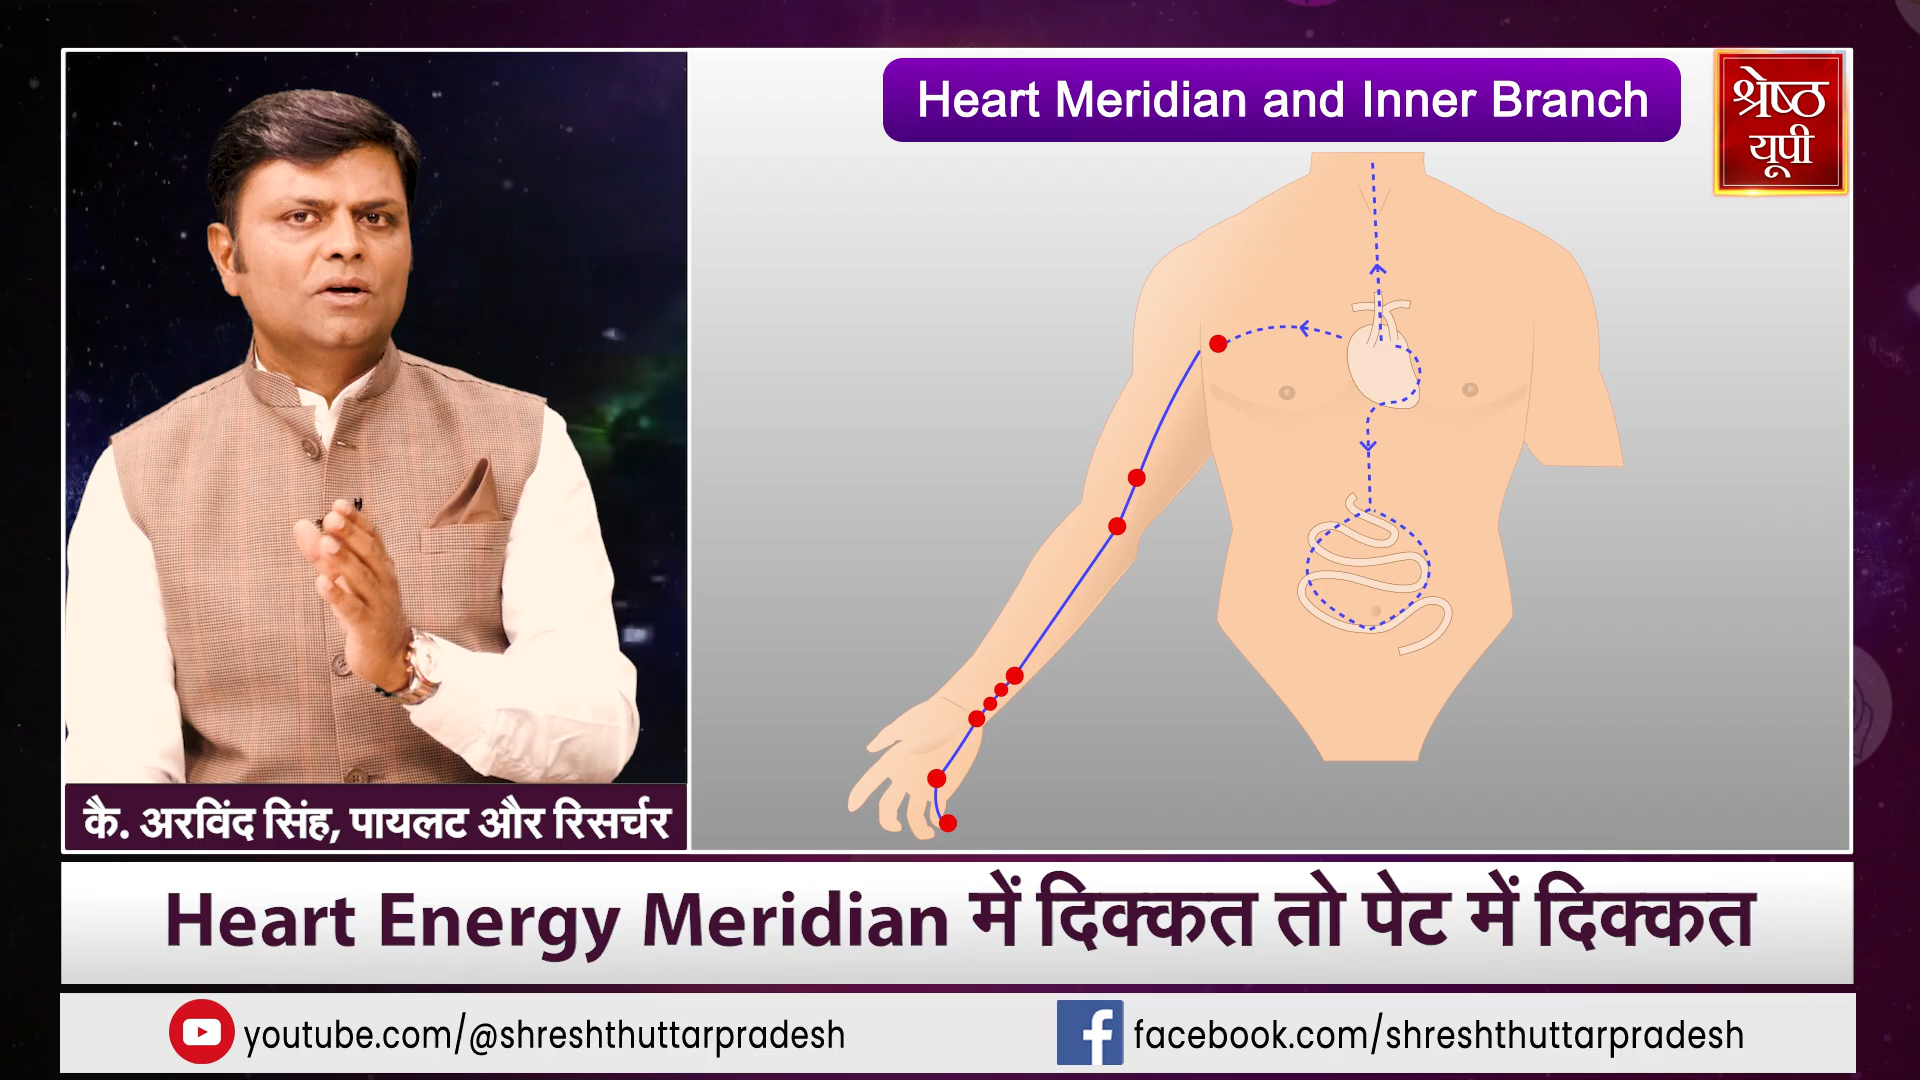 Heart Meridian and Inner Branch
श्रेष्ठ
यूपी
कै. अरविंद सिंह, पायलट और रिसर्चर
Heart Energy Meridian में दिक्कत तो पेट में दिक्कत
youtube.com/@shreshthuttarpradesh
facebook.com/shreshthuttarpradesh